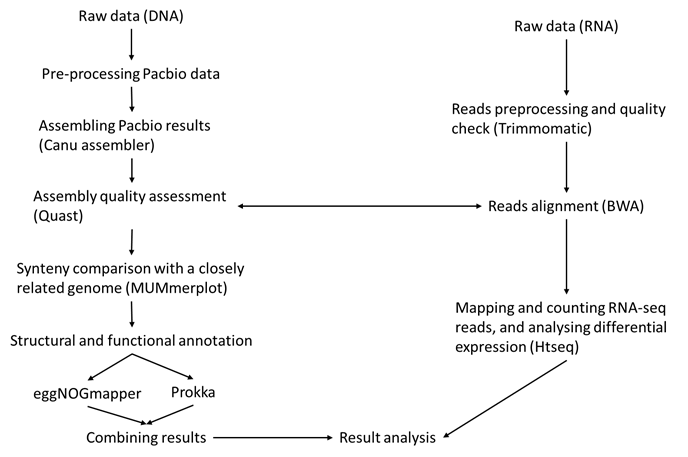 Raw data (DNA)
Pre-processing Pacbio data
Assembling Pacbio results
(Canu assembler)
Assembly quality assessment
(Quast)
Synteny comparison with a closely
related genome (MUMmerplot)
Structural and functional annotation
eggNOGmapper
Prokka
Combining results
Raw data (RNA)
Reads preprocessing and quality
check (Trimmomatic)
Reads alignment (BWA)
Mapping and counting RNA-seq
reads, and analysing differential
expression (Htseq)
Result analysis